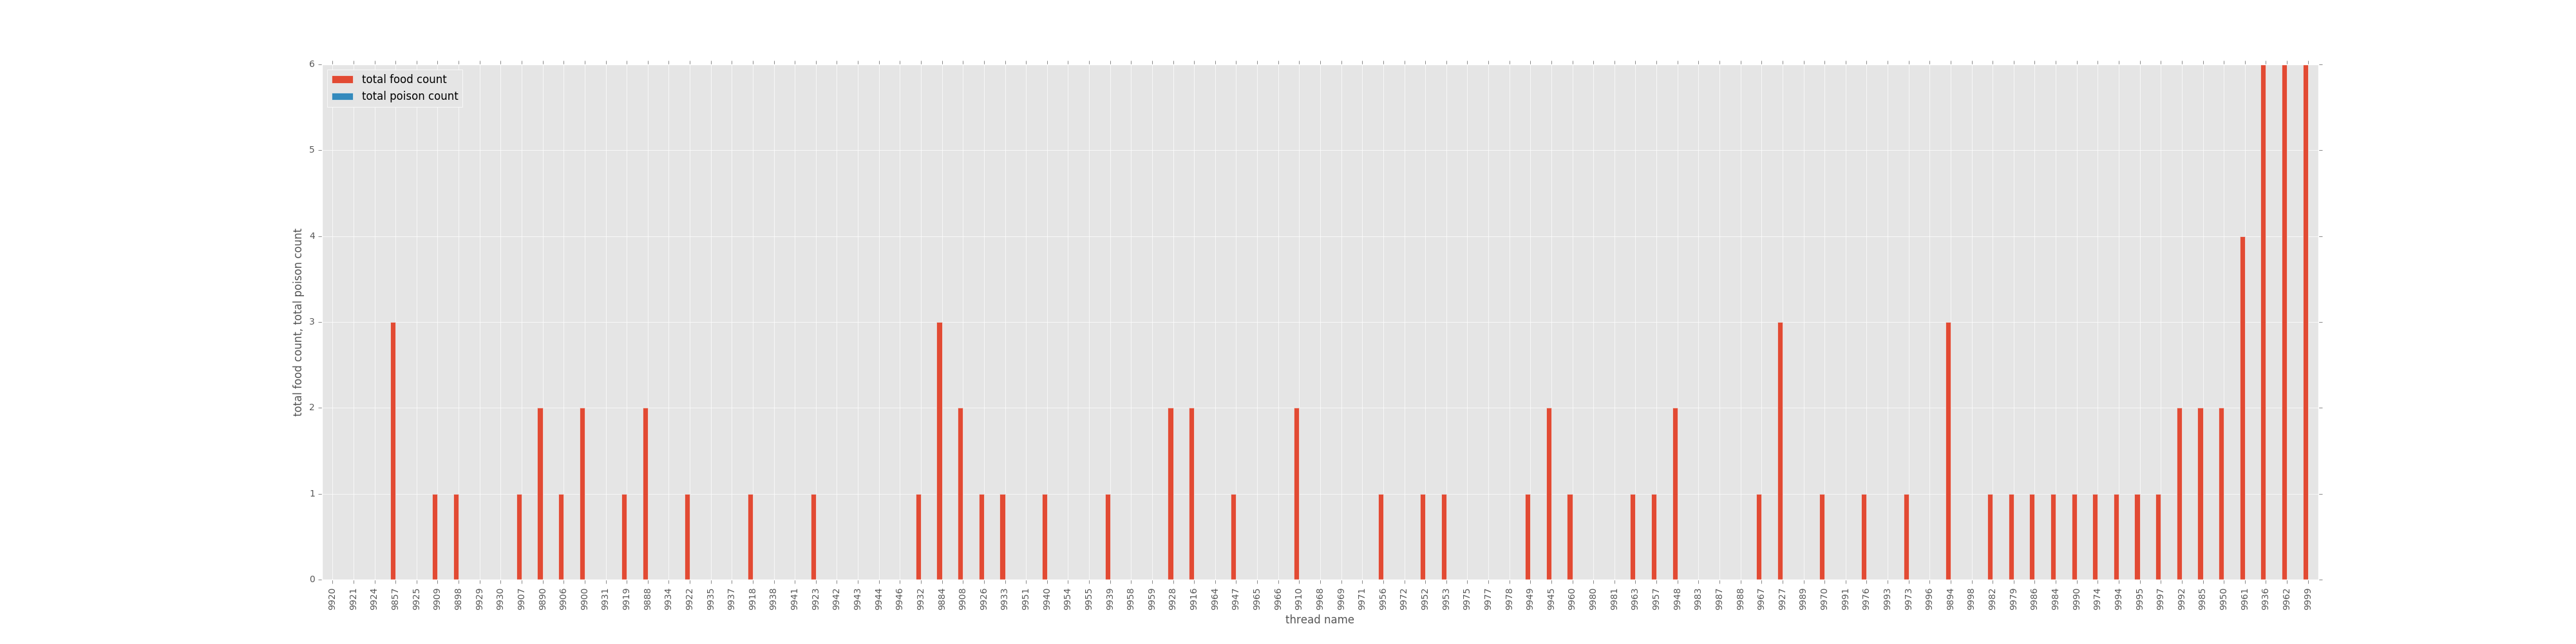 total food count
total poison count
6
5
4
3
2
1
0
total food count, total poison count
9920 9921 9924 9857 9925 9909 9898 9929 9930 9907 9890 9906 9900 9931 9919 9888 9934 9922 9935 9937 9918 9938 9941 9923 9942 9943 9944 9946 9932 9884 9908 9926 9933 9951 9940 9954 9955 9939 9958 9959 9928 9916 9964 9947 9965 9966 9910 9968 9969 9971 9956 9972 9952 9953 9975 9977 9978 9949 9945 9960 9980 9981 9963 9957 9948 9983 9987 9988 9967 9927 9989 9970 9991 9976 9993 9973 9996 9894 9998 9982 9979 9986 9984 9990 9974 9994 9995 9997 9992 9985 9950 9961 9936 9962 9999
thread name